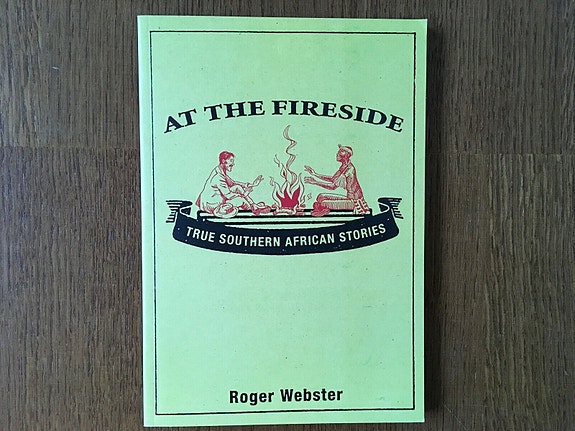 AT THE FIRESIDE
TRUE SOUTHERN AFRICAN STORIES
Roger Webster